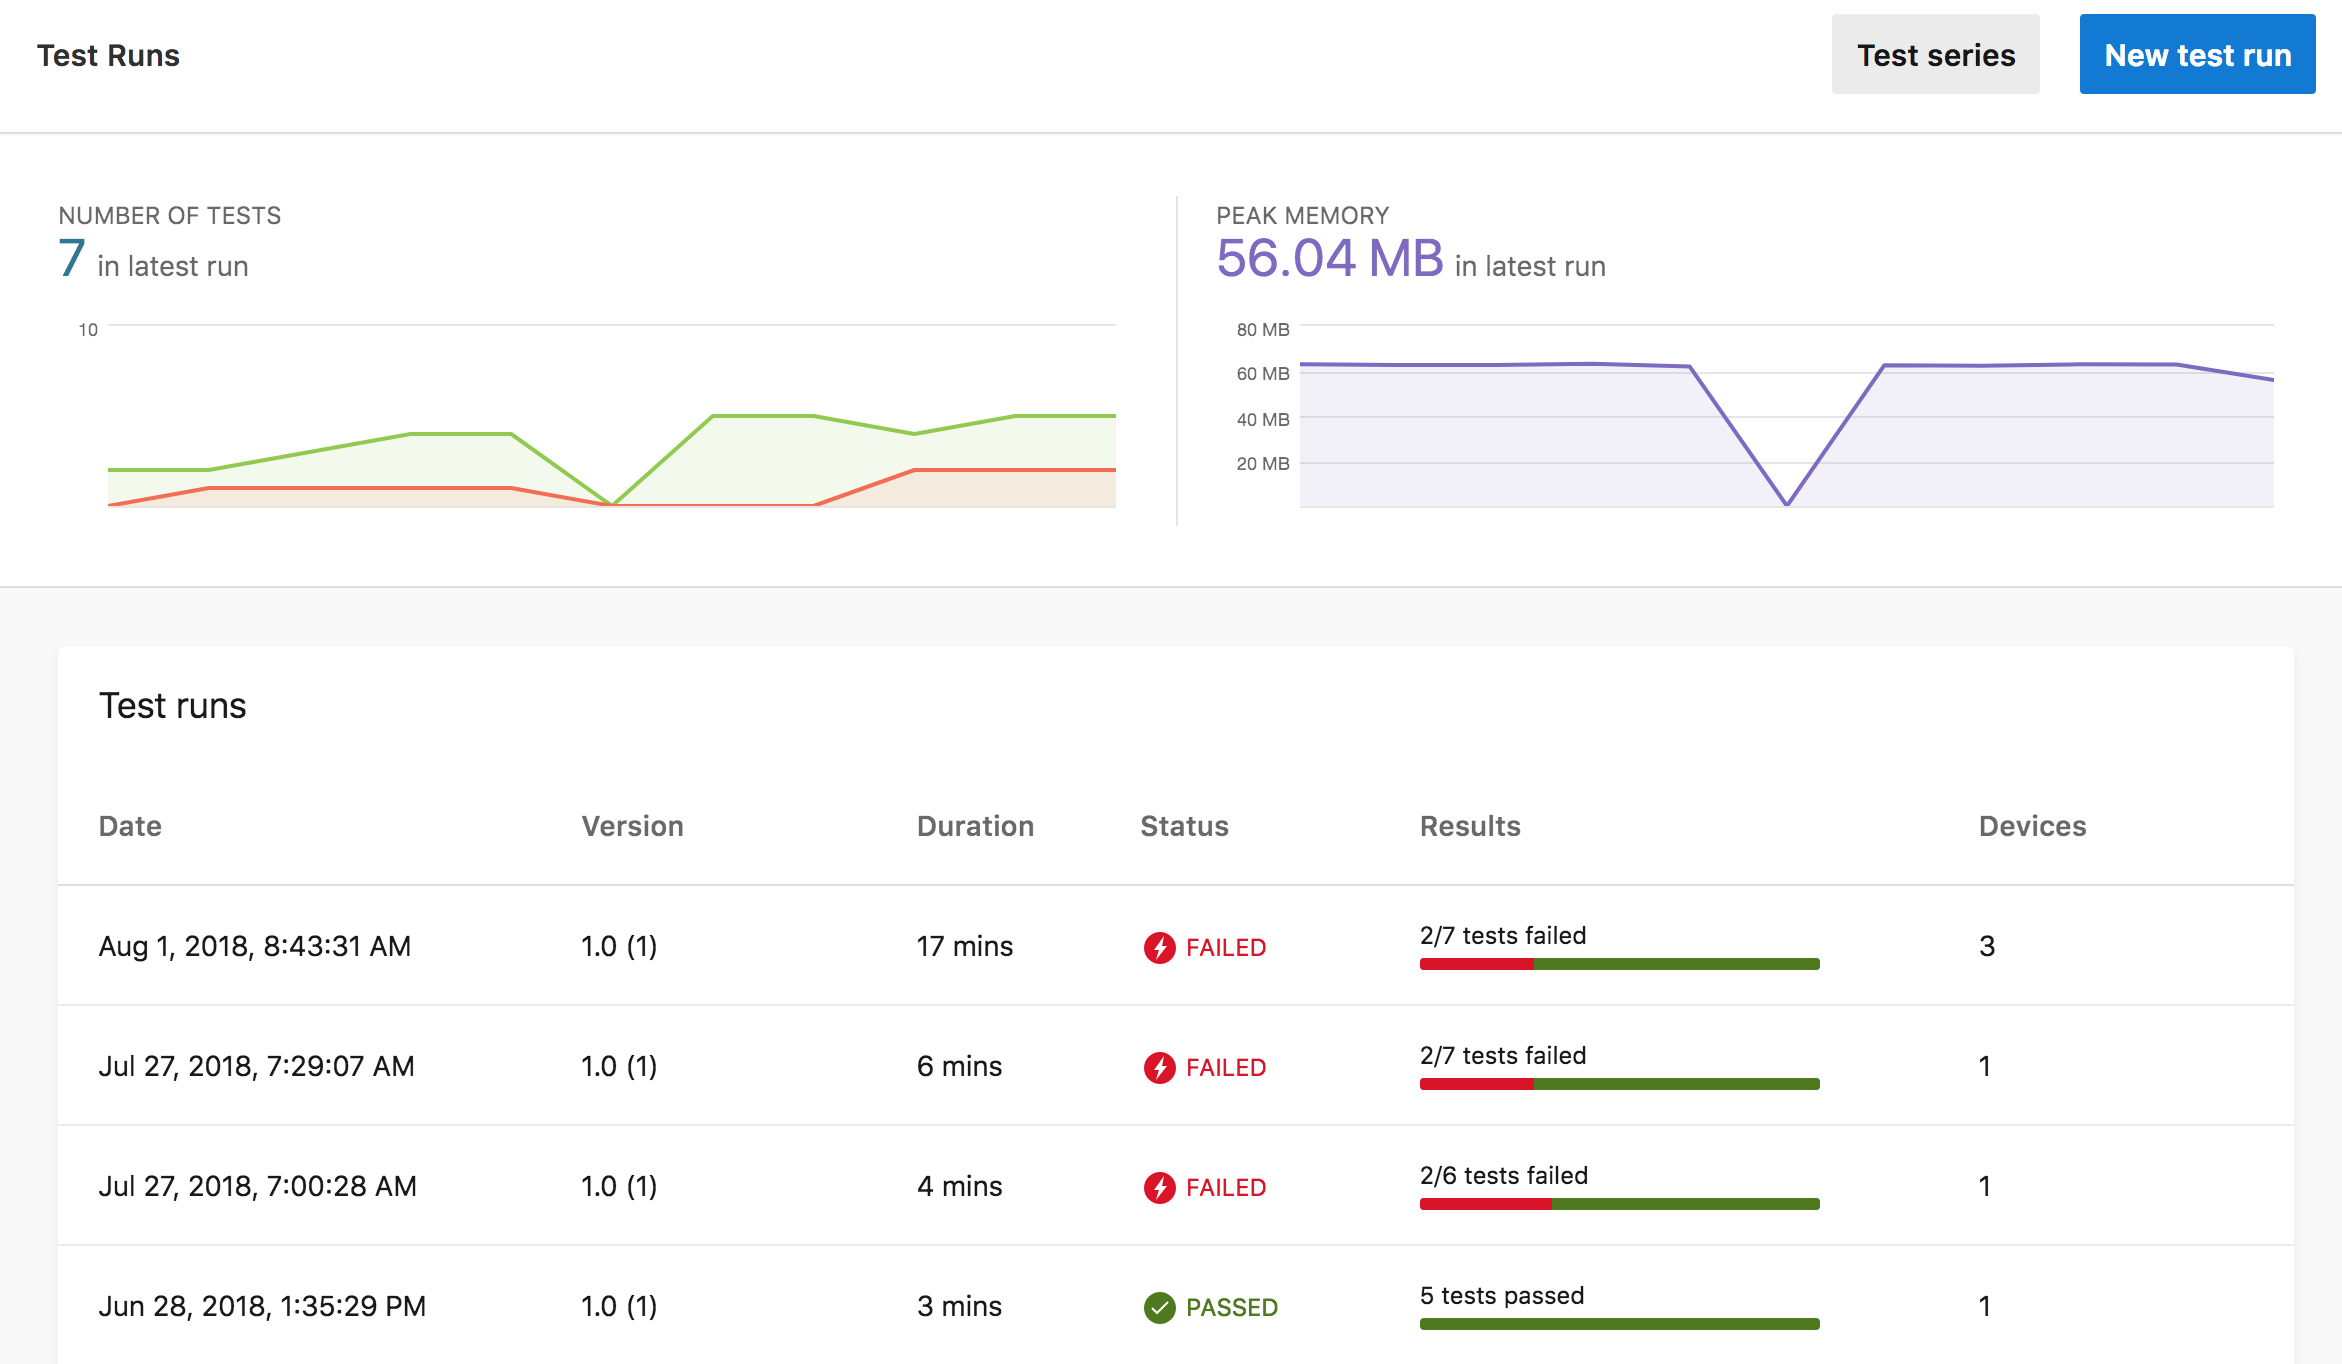 Test Runs
Test series
New test run
NUMBER OF TESTS
7 in latest run
10
PEAK MEMORY
56.04 MB in latest run
80 MB
60 MB
40 MB
20 MB
Test runs
Date Version Duration Status Results Devices
Aug 1, 2018, 8:43:31 AM 1.0 (1) 17 mins FAILED 2/7 tests failed 3
Jul 27, 2018, 7:29:07 AM 1.0 (1) 6 mins FAILED 2/7 tests failed 1
Jul 27, 2018, 7:00:28 AM 1.0 (1) 4 mins FAILED 2/6 tests failed 1
Jun 28, 2018, 1:35:29 PM 1.0 (1) 3 mins PASSED 5 tests passed 1